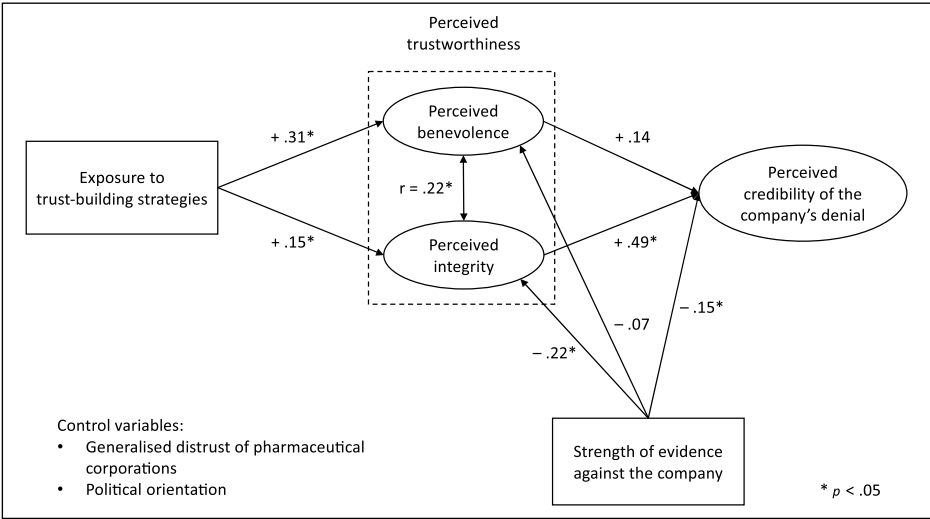 Perceived
trustworthiness
Perceived
benevolence
+ .31*
+ .14
Exposure to
trust-building strategies
r = .22*
Perceived
credibility of the
company's denial
+ .15*
Perceived
integrity
+ .49*
– .15*
– .07
– .22*
Control variables:
• Generalised distrust of pharmaceutical
corporations
• Political orientation
Strength of evidence
against the company
* p < .05